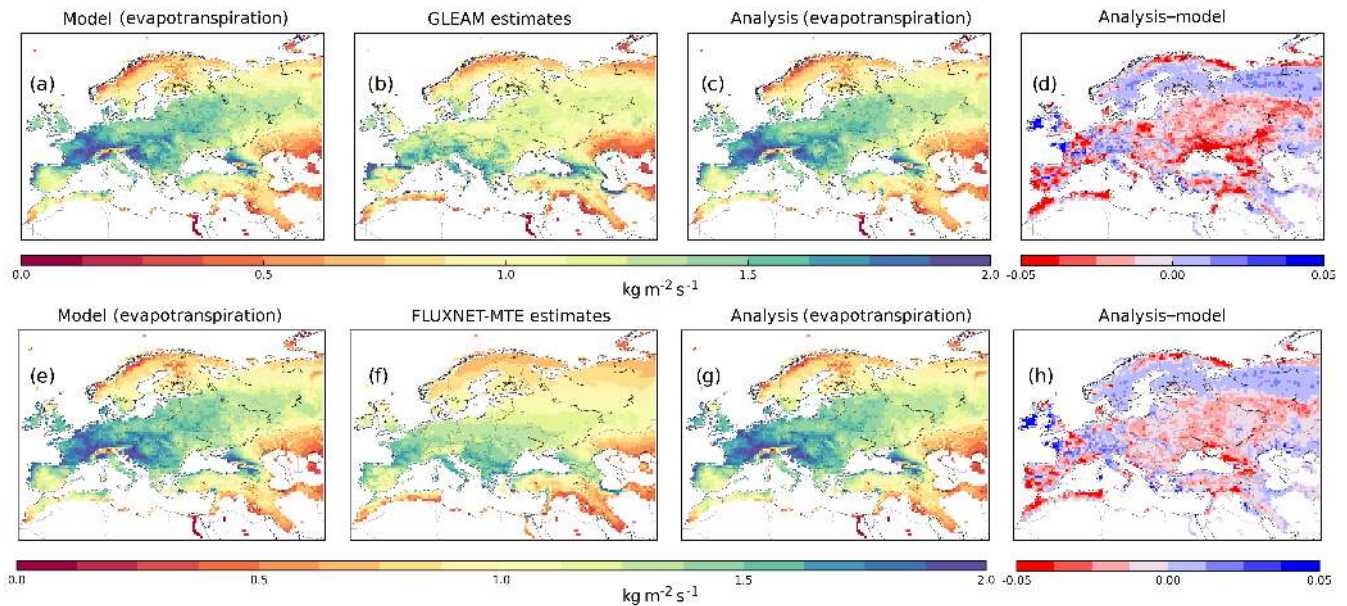 Model (evapotranspiration) GLEAM estimates Analysis (evapotranspiration) Analysis–model
(a) (b) (c) (d)
0.0 0.5 1.0 1.5 2.0 -0.05 0.00 0.05
kg m⁻² s⁻¹
Model (evapotranspiration) FLUXNET-MTE estimates Analysis (evapotranspiration) Analysis–model
(e) (f) (g) (h)
0.0 0.5 1.0 1.5 2.0 -0.05 0.00 0.05
kg m⁻² s⁻¹